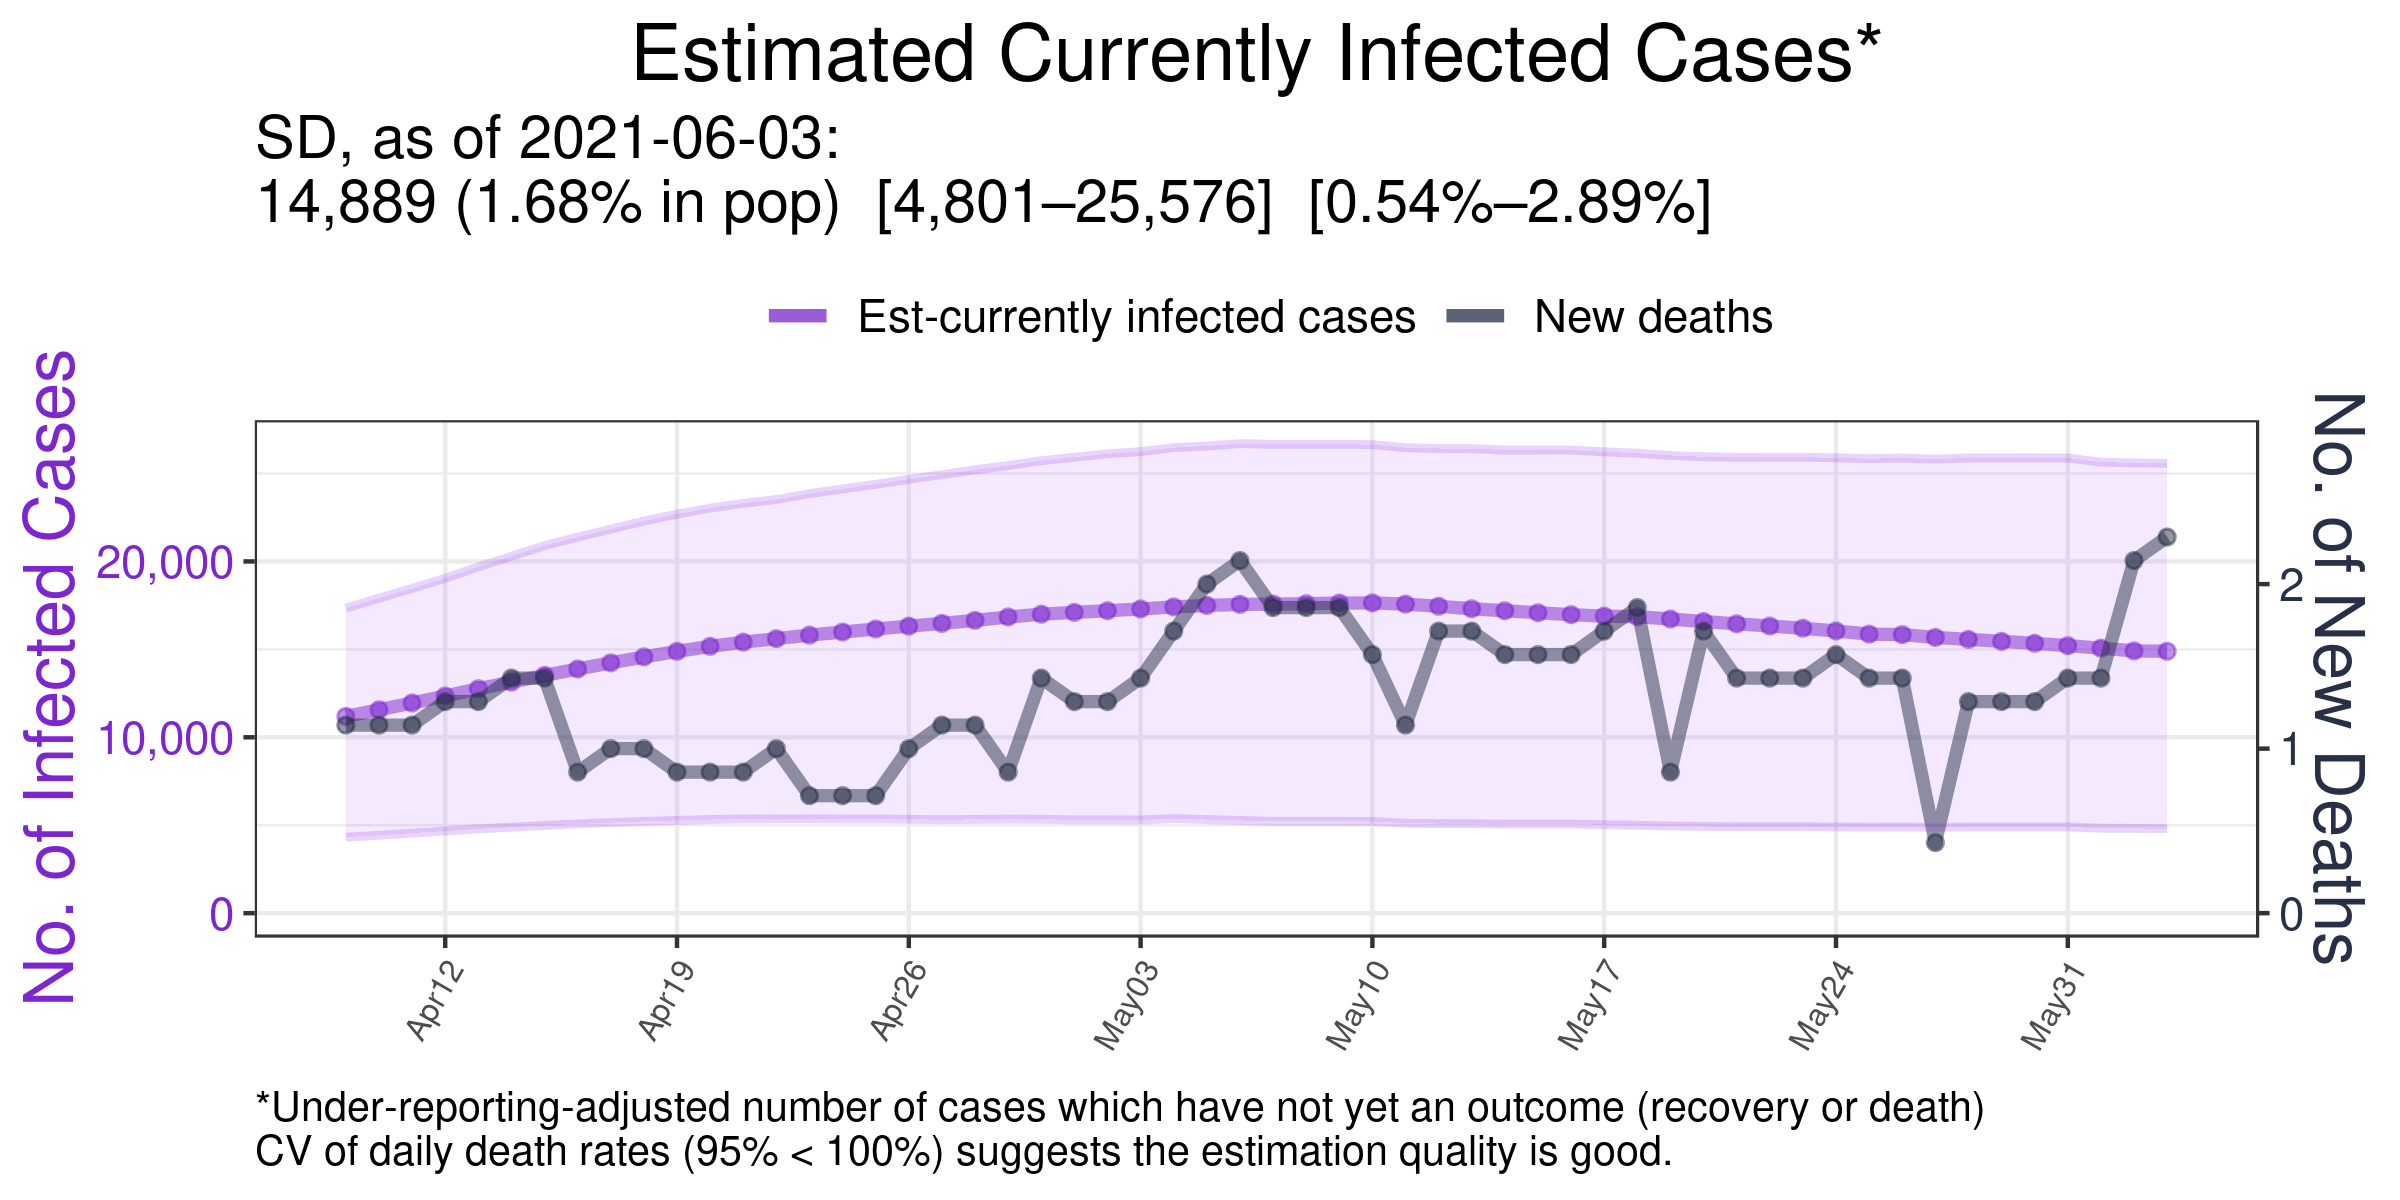 Estimated Currently Infected Cases*
SD, as of 2021-06-03:
14,889 (1.68% in pop)  [4,801–25,576]  [0.54%–2.89%]
Est-currently infected cases
New deaths
No. of Infected Cases
20,000
10,000
0
2
1
0
No. of New Deaths
Apr12
Apr19
Apr26
May03
May10
May17
May24
May31
*Under-reporting-adjusted number of cases which have not yet an outcome (recovery or death)
CV of daily death rates (95% < 100%) suggests the estimation quality is good.